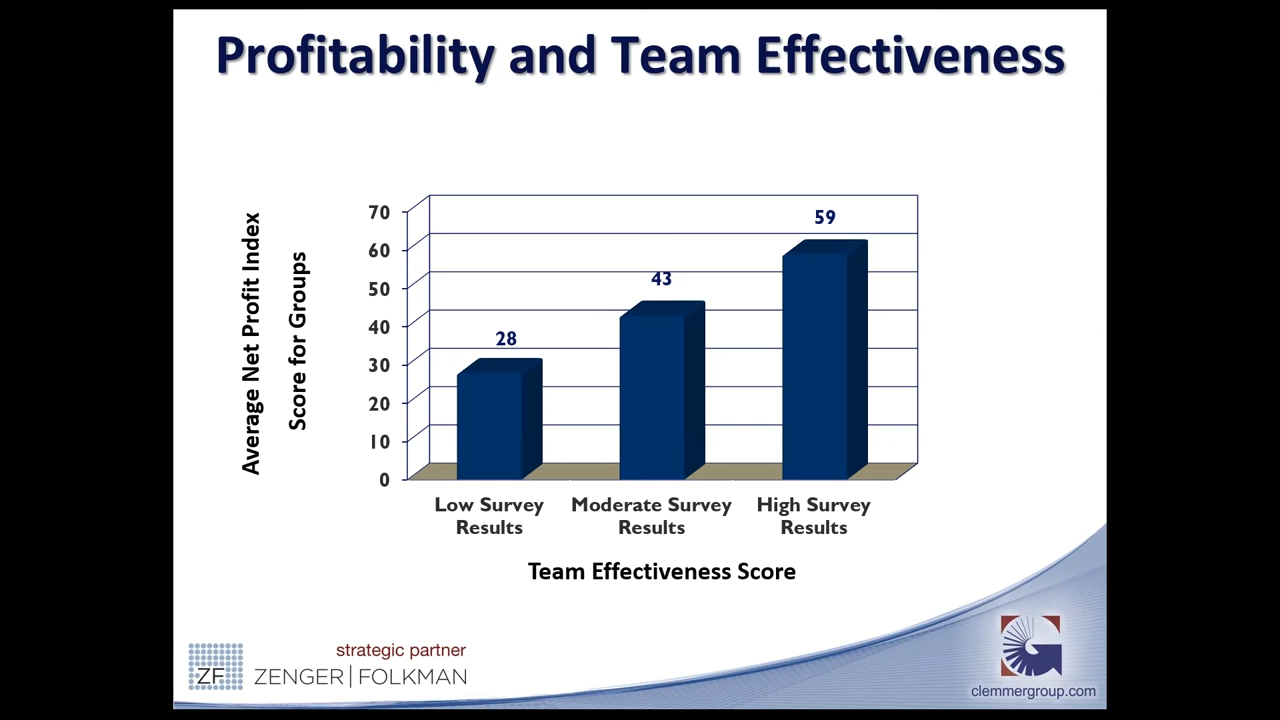 Profitability and Team Effectiveness
Average Net Profit Index
Score for Groups
70
60
50
40
30
20
10
0
28
43
59
Low Survey
Results
Moderate Survey
Results
High Survey
Results
Team Effectiveness Score
ZF
strategic partner
ZENGER|FOLKMAN
clemmergroup.com